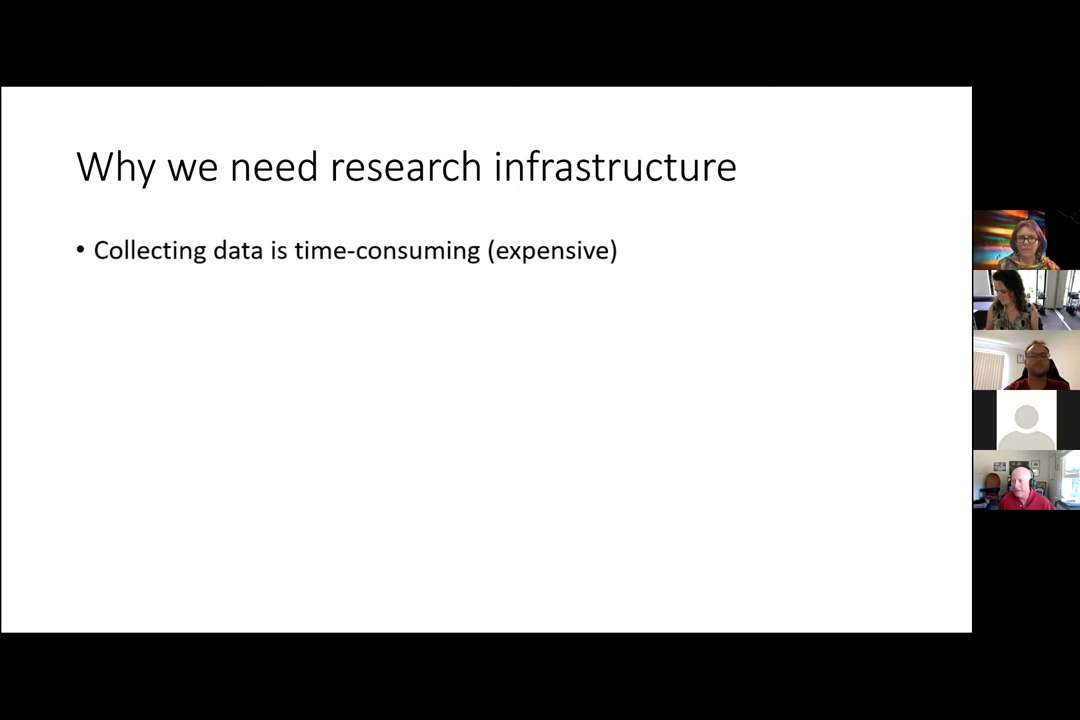 Why we need research infrastructure
• Collecting data is time-consuming (expensive)